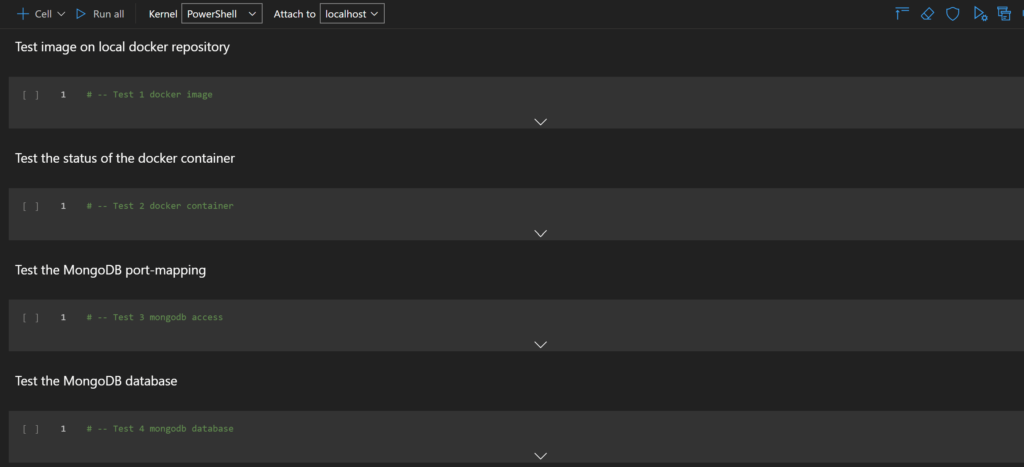 Cell Run all Kernel PowerShell Attach to localhost
Test image on local docker repository
[ ] 1 # -- Test 1 docker image
Test the status of the docker container
[ ] 1 # -- Test 2 docker container
Test the MongoDB port-mapping
[ ] 1 # -- Test 3 mongodb access
Test the MongoDB database
[ ] 1 # -- Test 4 mongodb database